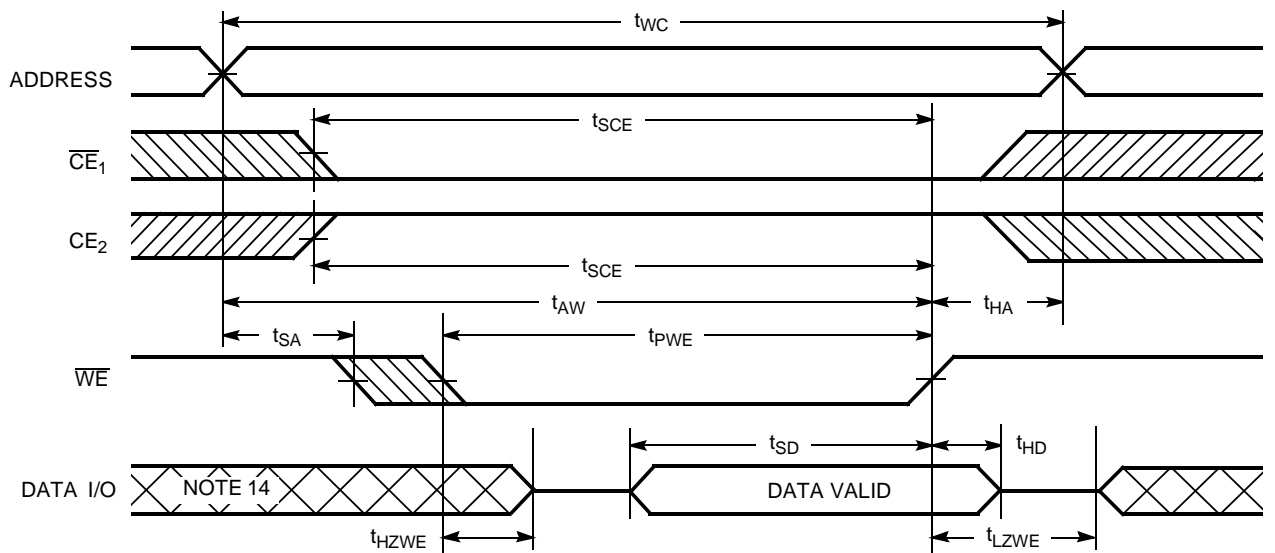 tWC
ADDRESS
tSCE
CE1
CE2
tSCE
tAW
tHA
tSA
tPWE
WE
tSD
tHD
DATA I/O
NOTE 14
DATA VALID
tHZWE
tLZWE